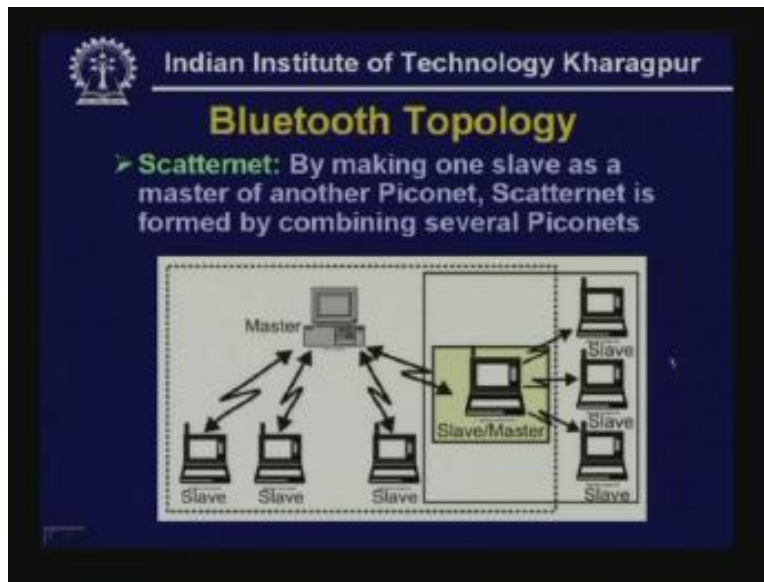 Indian Institute of Technology Kharagpur
Bluetooth Topology
➢ Scatternet: By making one slave as a
master of another Piconet, Scatternet is
formed by combining several Piconets
Master
Slave
Slave
Slave/Master
Slave
Slave
Slave
Slave
Slave